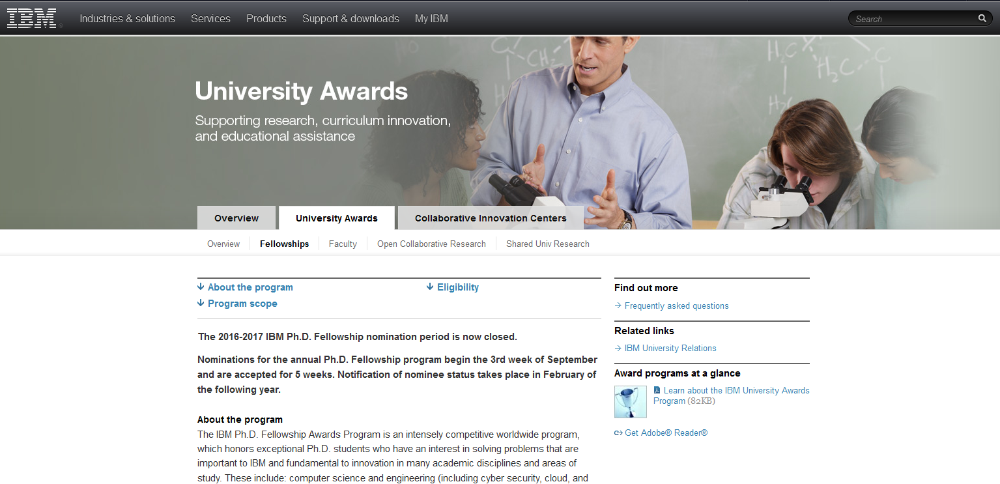 IBM®
Industries & solutions
Services
Products
Support & downloads
My IBM
Search
University Awards
Supporting research, curriculum innovation,
and educational assistance
Overview
University Awards
Collaborative Innovation Centers
Overview
Fellowships
Faculty
Open Collaborative Research
Shared Univ Research
About the program
Eligibility
Program scope
The 2016-2017 IBM Ph.D. Fellowship nomination period is now closed.
Nominations for the annual Ph.D. Fellowship program begin the 3rd week of September
and are accepted for 5 weeks. Notification of nominee status takes place in February of
the following year.
About the program
The IBM Ph.D. Fellowship Awards Program is an intensely competitive worldwide program,
which honors exceptional Ph.D. students who have an interest in solving problems that are
important to IBM and fundamental to innovation in many academic disciplines and areas of
study. These include: computer science and engineering (including cyber security, cloud, and
Find out more
Frequently asked questions
Related links
IBM University Relations
Award programs at a glance
Learn about the IBM University Awards
Program (82KB)
Get Adobe® Reader®